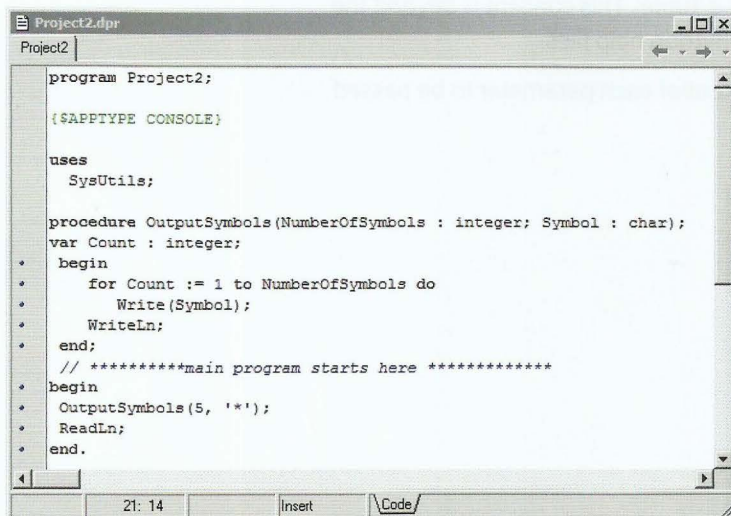 Project2.dpr
Project2
program Project2;
{$APPTYPE CONSOLE}
uses
SysUtils;
procedure OutputSymbols(NumberOfSymbols : integer; Symbol : char);
var Count : integer;
begin
for Count := 1 to NumberOfSymbols do
Write(Symbol);
WriteLn;
end;
// **********main program starts here *************
begin
OutputSymbols(5, '*');
ReadLn;
end.
21: 14 Insert Code